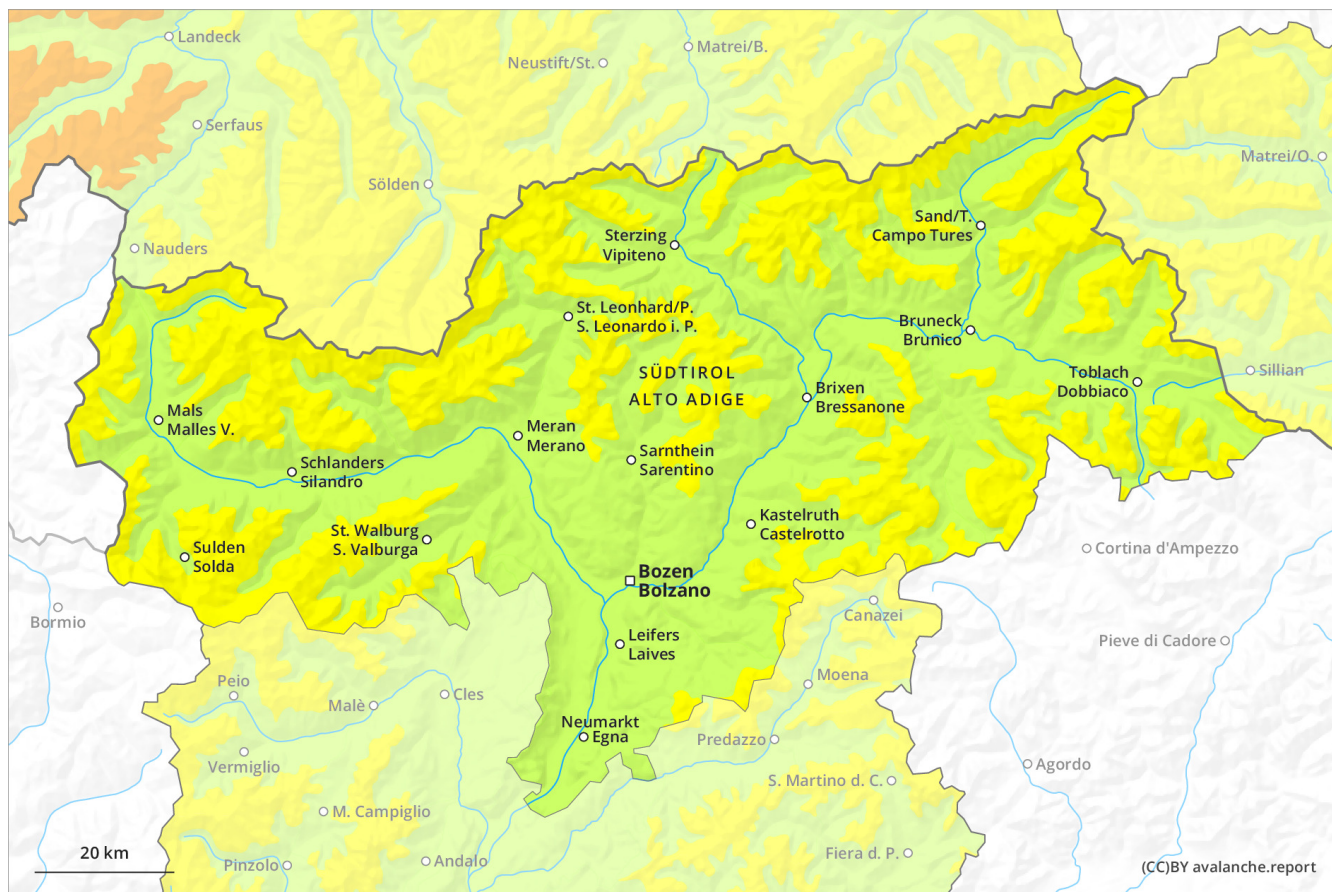 Landeck
Matrei/B.
Neustift/St.
Serfaus
Matrei/O.
Sölden
Sand/T.
Campo Tures
Sterzing
Vipiteno
Nauders
St. Leonhard/P.
S. Leonardo i. P.
Bruneck
Brunico
SÜDTIROL
ALTO ADIGE
Toblach
Dobbiaco
Sillian
Brixen
Bressanone
Mals
Malles V.
Meran
Merano
Sarnthein
Sarentino
Schlanders
Silandro
Kastelruth
Castelrotto
St. Walburg
S. Valburga
Sulden
Solda
Cortina d'Ampezzo
Bozen
Bolzano
Bormio
Canazei
Leifers
Laives
Pieve di Cadore
Peio
Moena
Cles
Malè
Neumarkt
Egna
Predazzo
Vermiglio
Agordo
S. Martino d. C.
M. Campiglio
20 km
Pinzolo
Andalo
Fiera d. P.
(CC)BY avalanche.report